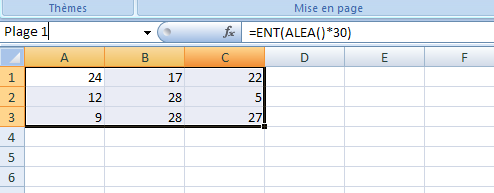 Thèmes Mise en page
Plage 1 =ENT(ALEA()*30)
A B C D E F
1 24 17 22
2 12 28 5
3 9 28 27
4
5
6